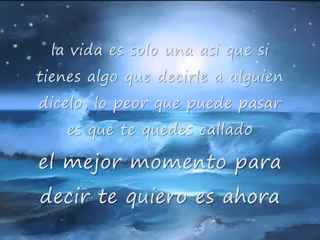 la vida es solo una asi que si
tienes algo que decirle a alguien
dicelo, lo peor que puede pasar
es que te quedes callado
el mejor momento para
decir te quiero es ahora